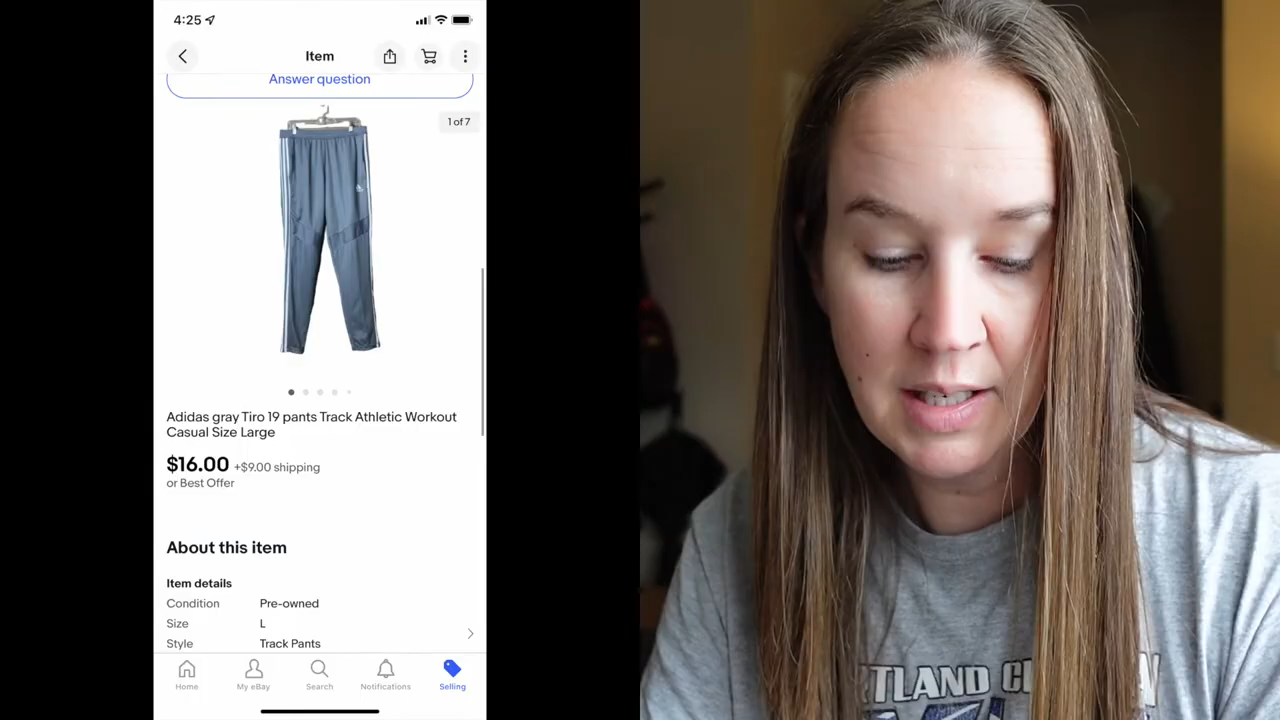 4:25
Item
Answer question
1 of 7
Adidas gray Tiro 19 pants Track Athletic Workout
Casual Size Large
$16.00 +$9.00 shipping
or Best Offer
About this item
Item details
Condition Pre-owned
Size L
Style Track Pants
Home My eBay Search Notifications Selling